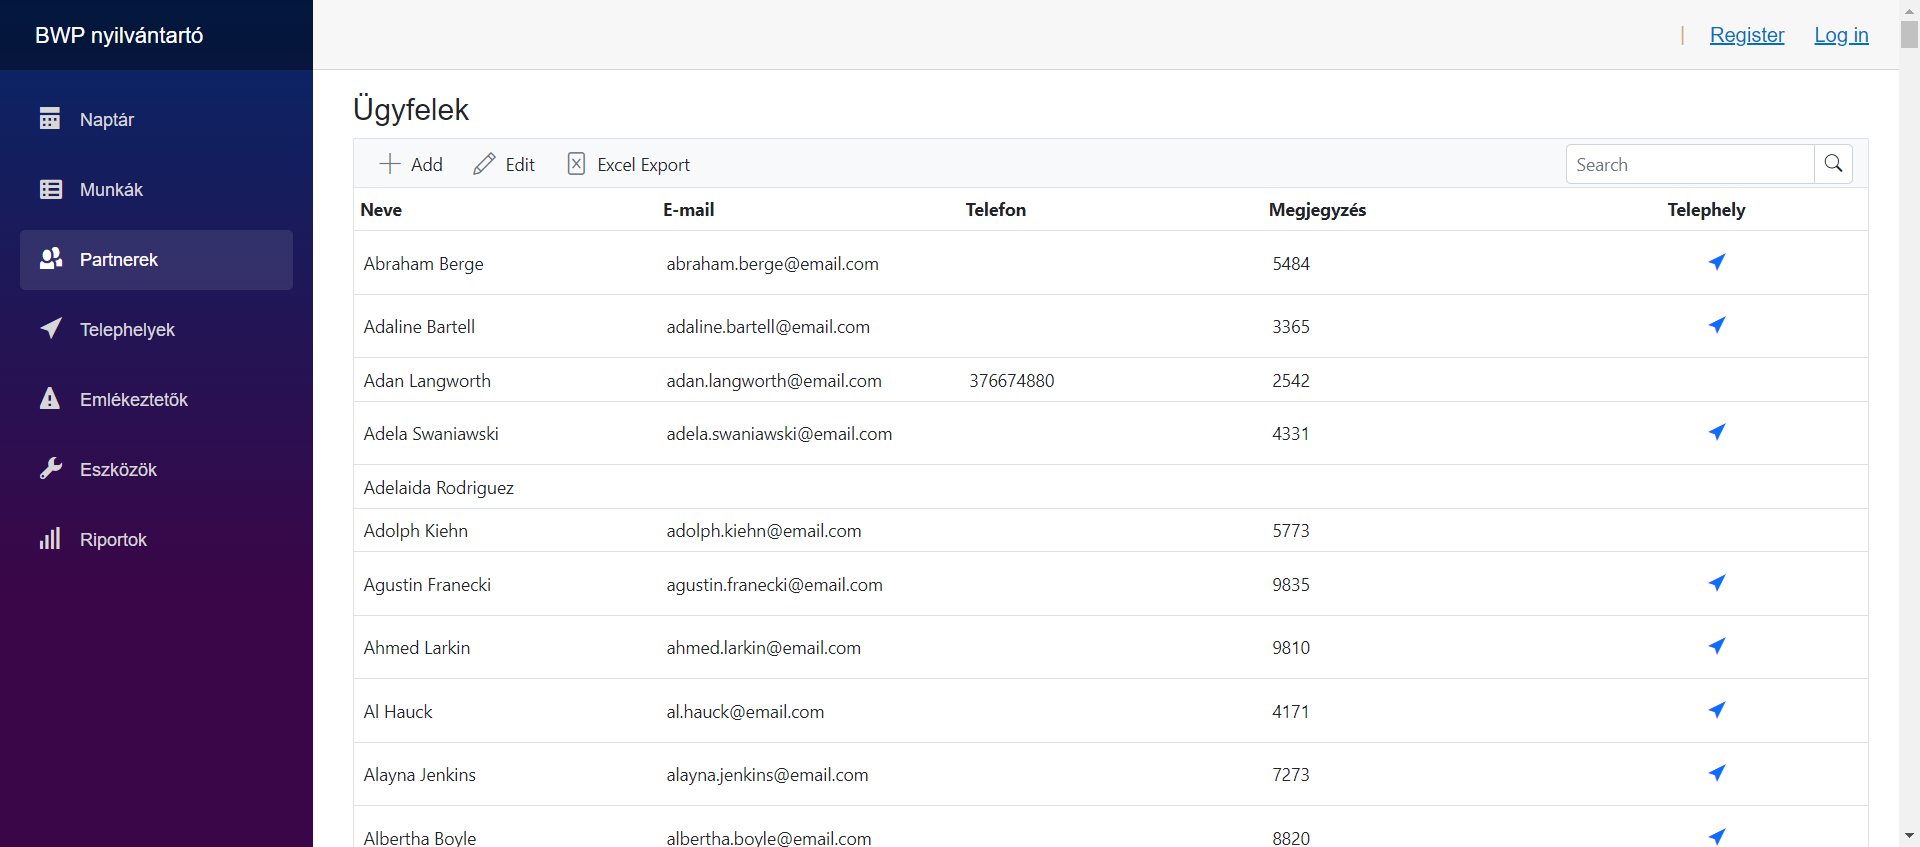 BWP nyilvántartó
| Register Log in
Naptár
Munkák
Partnerek
Telephelyek
Emlékeztetők
Eszközök
Riportok
Ügyfelek
Add Edit Excel Export Search
Neve E-mail Telefon Megjegyzés Telephely
Abraham Berge abraham.berge@email.com 5484
Adaline Bartell adaline.bartell@email.com 3365
Adan Langworth adan.langworth@email.com 376674880 2542
Adela Swaniawski adela.swaniawski@email.com 4331
Adelaida Rodriguez
Adolph Kiehn adolph.kiehn@email.com 5773
Agustin Franecki agustin.franecki@email.com 9835
Ahmed Larkin ahmed.larkin@email.com 9810
Al Hauck al.hauck@email.com 4171
Alayna Jenkins alayna.jenkins@email.com 7273
Albertha Boyle albertha.boyle@email.com 8820